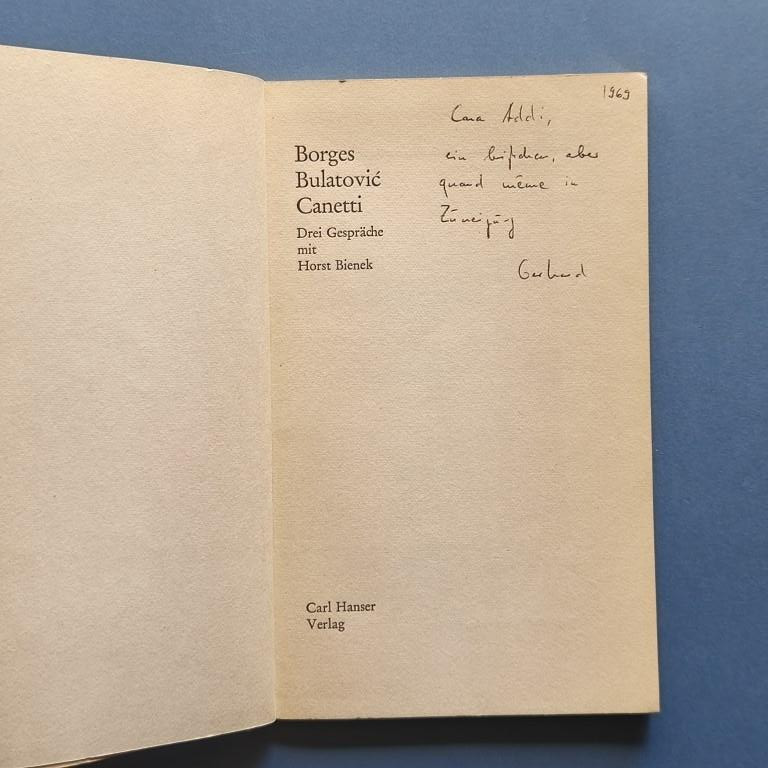 1969
Cara Addi,
ein bißchen, aber
quand même in
Zuneigung
Gerhard
Borges
Bulatović
Canetti
Drei Gespräche
mit
Horst Bienek
Carl Hanser
Verlag